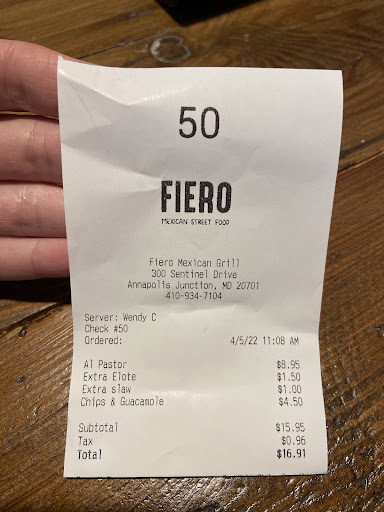 50
FIERO
MEXICAN STREET FOOD
Fiero Mexican Grill
300 Sentinel Drive
Annapolis Junction, MD 20701
410-934-7104
Server: Wendy C
Check #50
Ordered: 4/5/22 11:08 AM
Al Pastor $8.95
Extra Elote $1.50
Extra slaw $1.00
Chips & Guacamole $4.50
Subtotal $15.95
Tax $0.96
Total $16.91